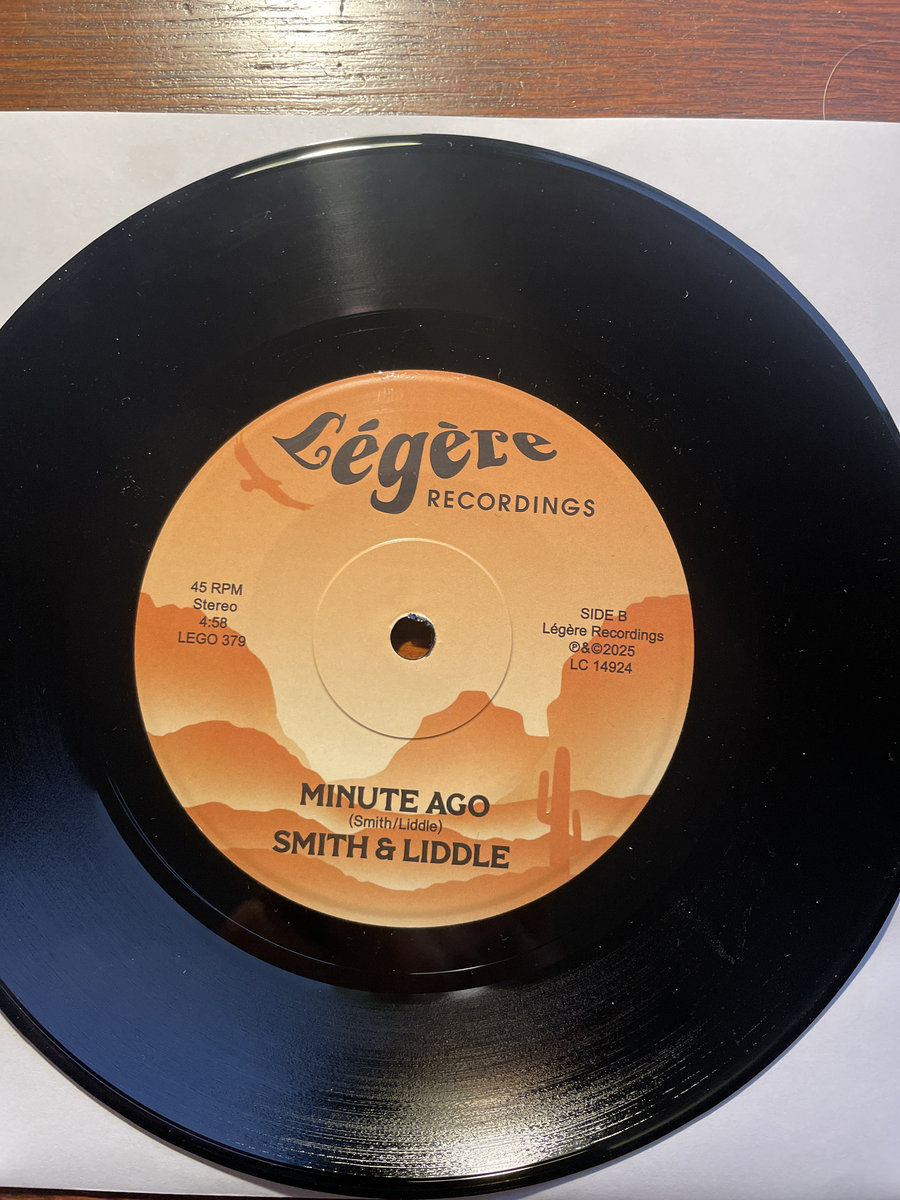 Légère
RECORDINGS
45 RPM
Stereo
4:58
LEGO 379
SIDE B
Légère Recordings
℗&©2025
LC 14924
MINUTE AGO
(Smith/Liddle)
SMITH & LIDDLE